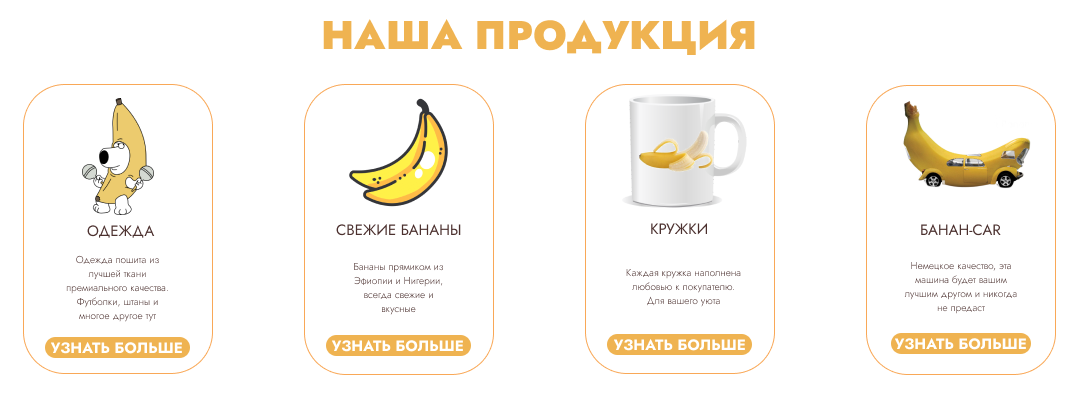 НАША ПРОДУКЦИЯ
ОДЕЖДА
Одежда пошита из
лучшей ткани
премиального качества.
Футболки, штаны и
многое другое тут
УЗНАТЬ БОЛЬШЕ
СВЕЖИЕ БАНАНЫ
Бананы прямиком из
Эфиопии и Нигерии,
всегда свежие и
вкусные
УЗНАТЬ БОЛЬШЕ
КРУЖКИ
Каждая кружка наполнена
любовью к покупателю.
Для вашего уюта
УЗНАТЬ БОЛЬШЕ
БАНАН-CAR
Немецкое качество, эта
машина будет вашим
лучшим другом и никогда
не предаст
УЗНАТЬ БОЛЬШЕ